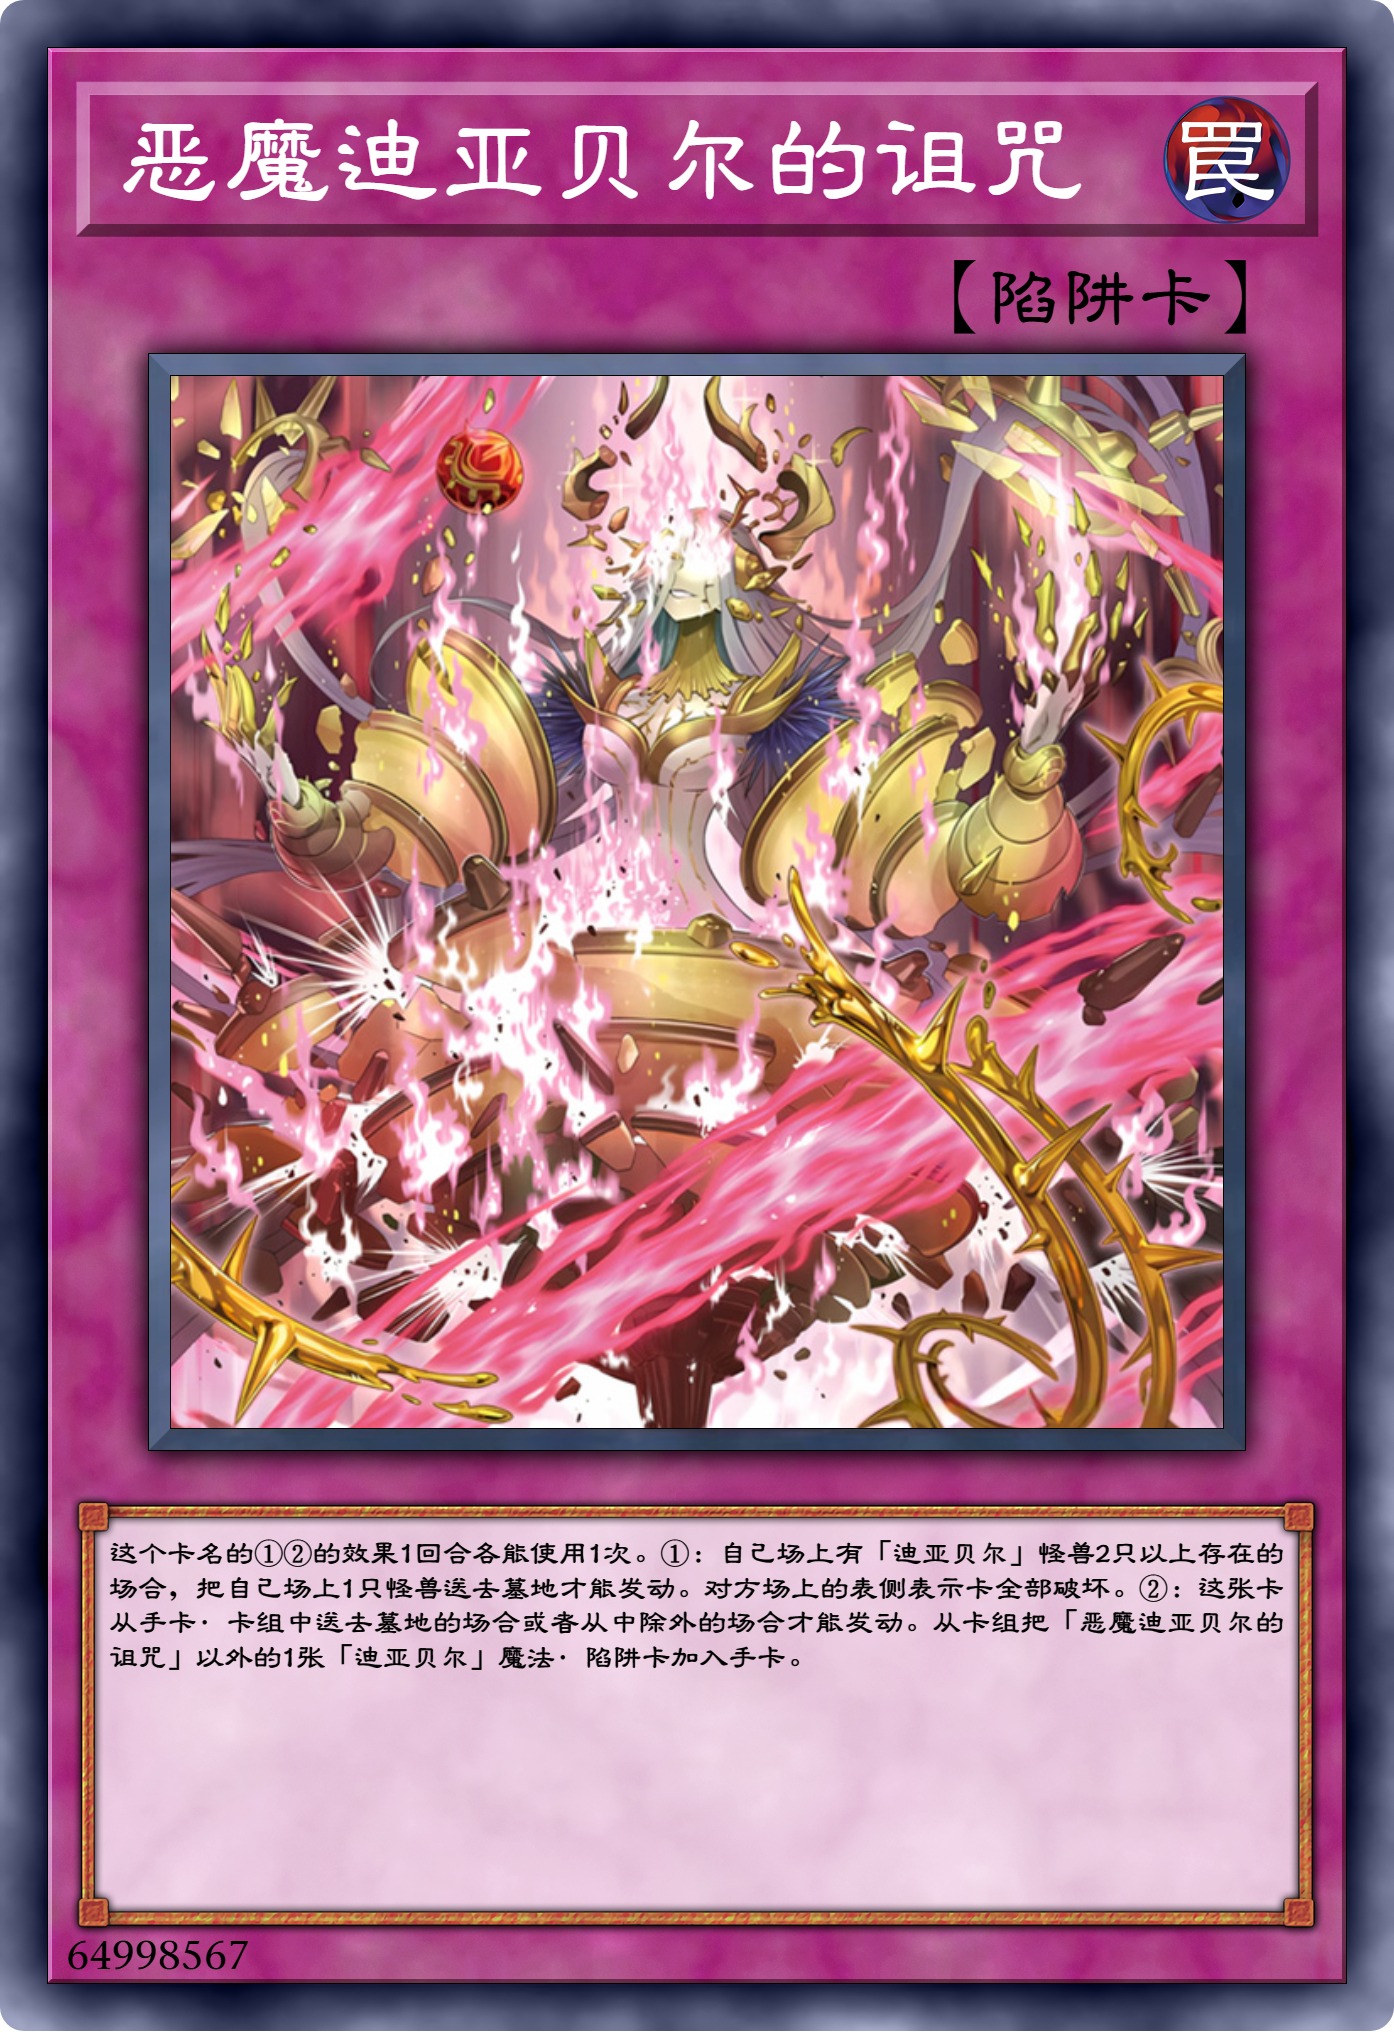 恶魔迪亚贝尔的诅咒
罠
【陷阱卡】
这个卡名的①②的效果1回合各能使用1次。①：自己场上有「迪亚贝尔」怪兽2只以上存在的
场合，把自己场上1只怪兽送去墓地才能发动。对方场上的表侧表示卡全部破坏。②：这张卡
从手卡·卡组中送去墓地的场合或者从中除外的场合才能发动。从卡组把「恶魔迪亚贝尔的
诅咒」以外的1张「迪亚贝尔」魔法·陷阱卡加入手卡。
64998567